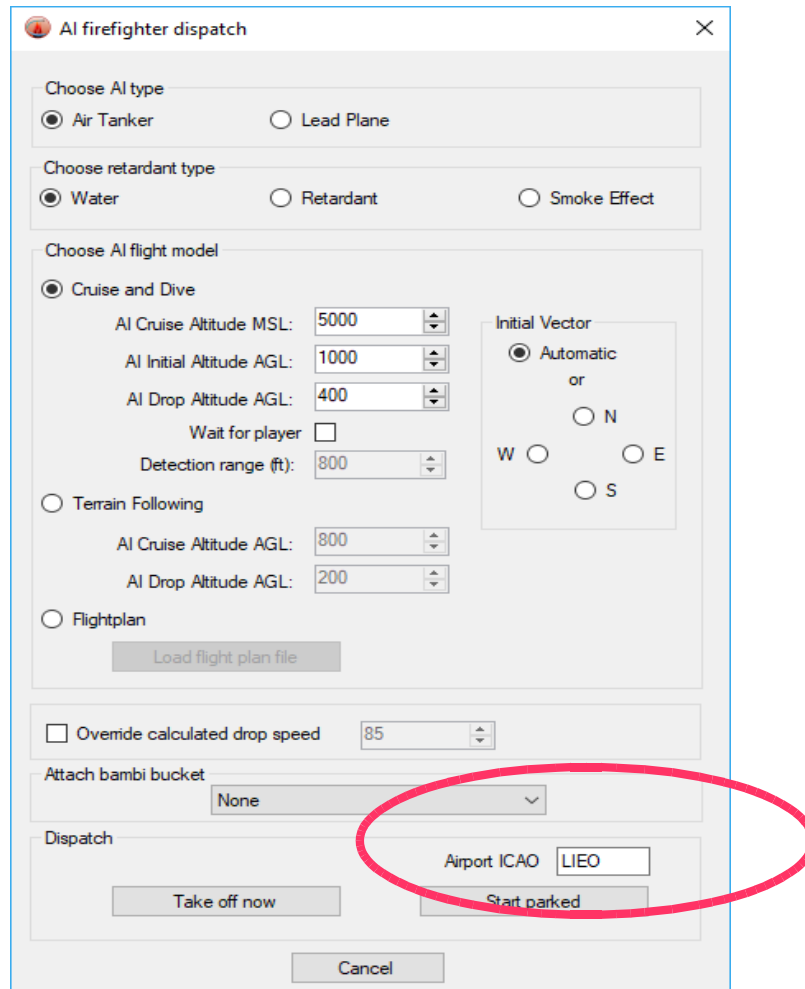 AI firefighter dispatch
Choose AI type
Air Tanker Lead Plane
Choose retardant type
Water Retardant Smoke Effect
Choose AI flight model
Cruise and Dive
AI Cruise Altitude MSL: 5000
AI Initial Altitude AGL: 1000
AI Drop Altitude AGL: 400
Wait for player
Detection range (ft): 800
Initial Vector
Automatic
or
N
W E
S
Terrain Following
AI Cruise Altitude AGL: 800
AI Drop Altitude AGL: 200
Flightplan
Load flight plan file
Override calculated drop speed 85
Attach bambi bucket
None
Dispatch
Airport ICAO LIEO
Take off now Start parked
Cancel